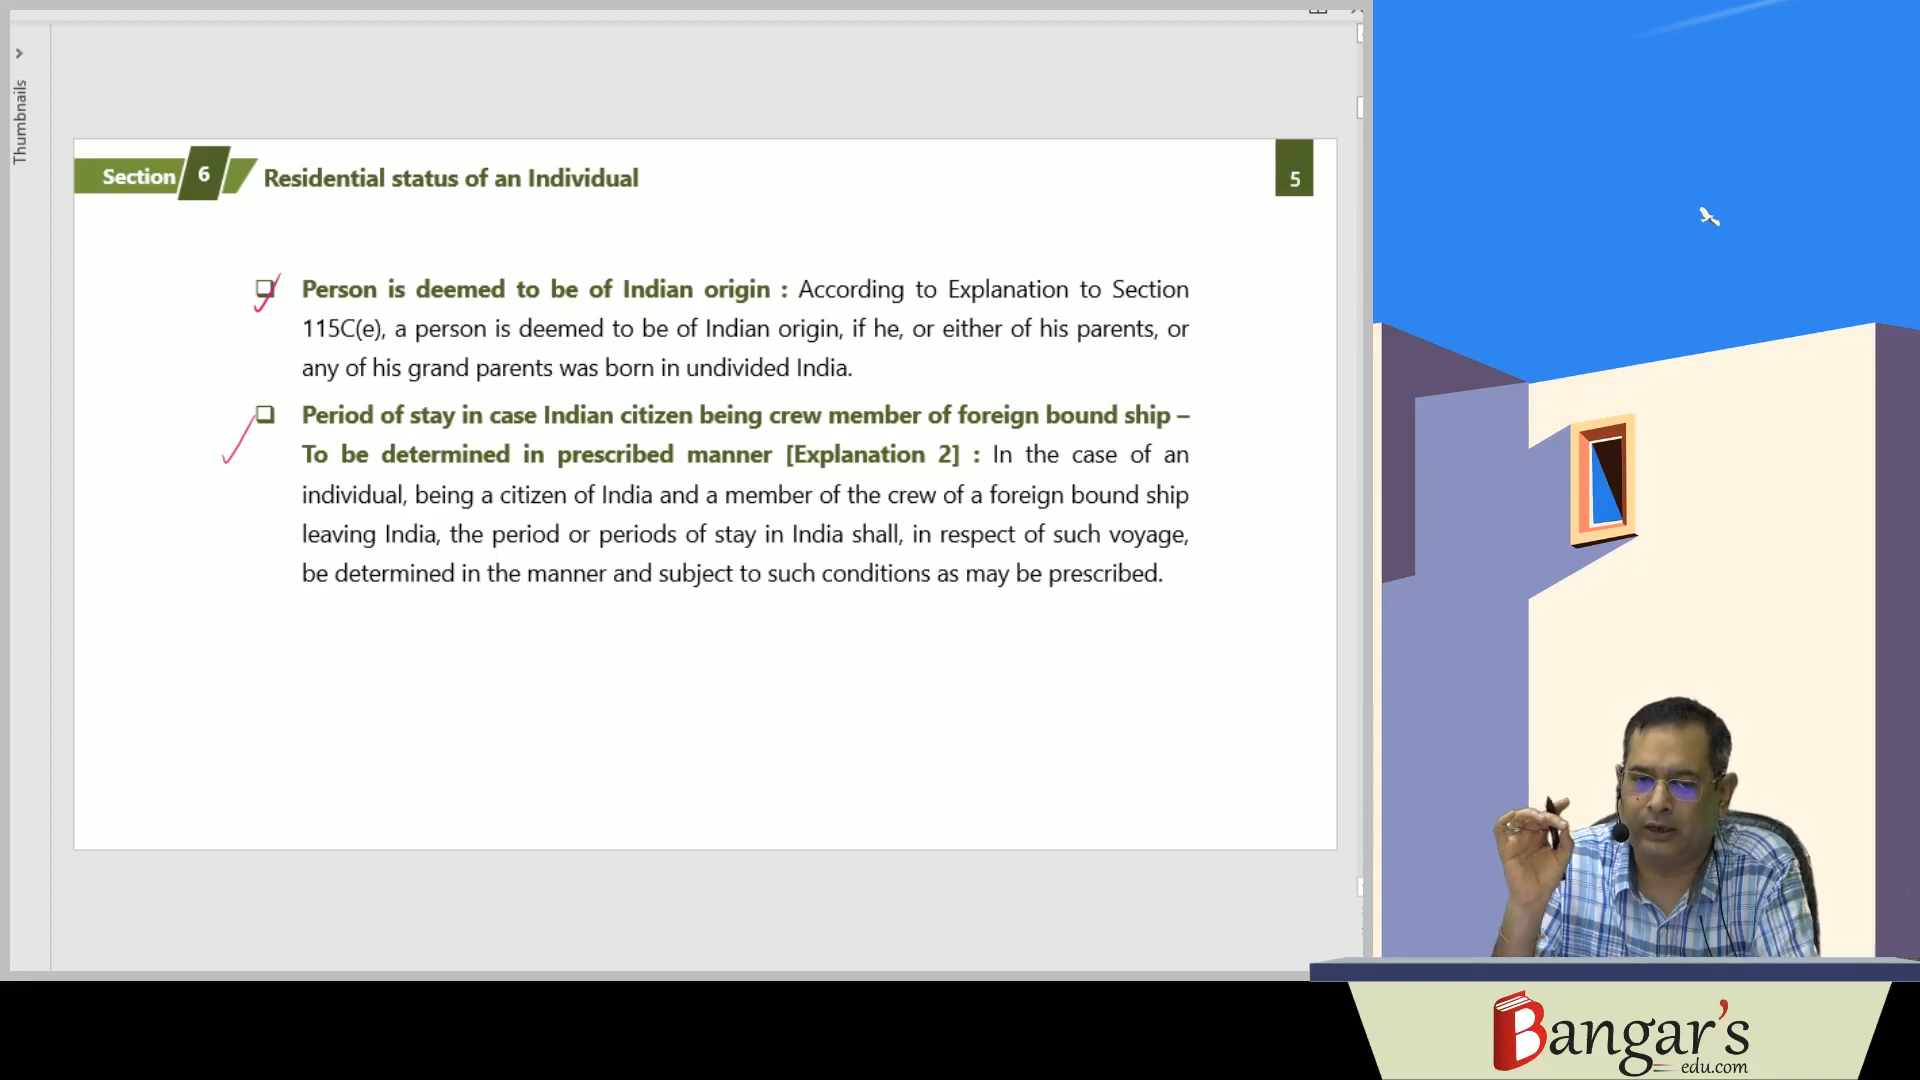 Thumbnails
Section 6 Residential status of an Individual 5
Person is deemed to be of Indian origin : According to Explanation to Section
115C(e), a person is deemed to be of Indian origin, if he, or either of his parents, or
any of his grand parents was born in undivided India.
Period of stay in case Indian citizen being crew member of foreign bound ship –
To be determined in prescribed manner [Explanation 2] : In the case of an
individual, being a citizen of India and a member of the crew of a foreign bound ship
leaving India, the period or periods of stay in India shall, in respect of such voyage,
be determined in the manner and subject to such conditions as may be prescribed.
Bangar's
edu.com